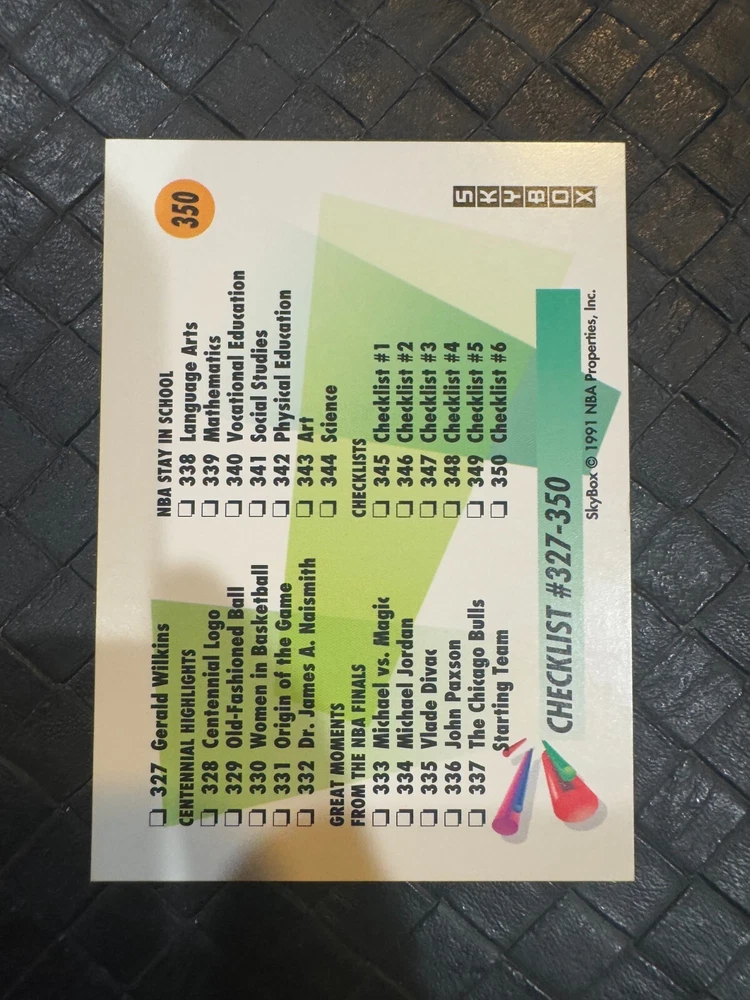 350
SKYBOX
327 Gerald Wilkins
CENTENNIAL HIGHLIGHTS
328 Centennial Logo
329 Old-Fashioned Ball
330 Women in Basketball
331 Origin of the Game
332 Dr. James A. Naismith
GREAT MOMENTS
FROM THE NBA FINALS
333 Michael vs. Magic
334 Michael Jordan
335 Vlade Divac
336 John Paxson
337 The Chicago Bulls
Starting Team
NBA STAY IN SCHOOL
338 Language Arts
339 Mathematics
340 Vocational Education
341 Social Studies
342 Physical Education
343 Art
344 Science
CHECKLISTS
345 Checklist #1
346 Checklist #2
347 Checklist #3
348 Checklist #4
349 Checklist #5
350 Checklist #6
CHECKLIST #327-350
SkyBox © 1991 NBA Properties, Inc.